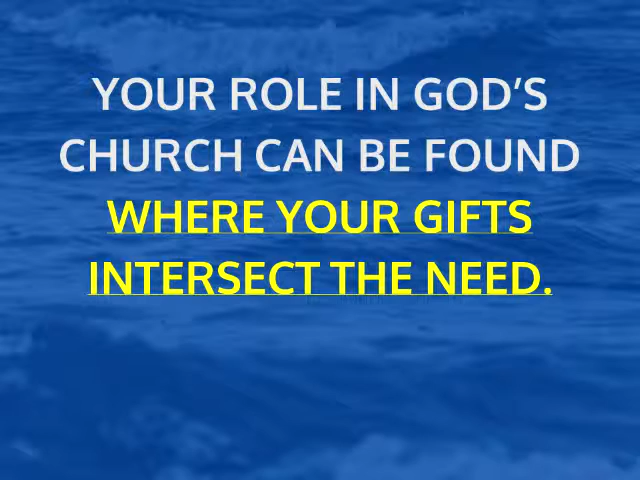 YOUR ROLE IN GOD’S
CHURCH CAN BE FOUND
WHERE YOUR GIFTS
INTERSECT THE NEED.